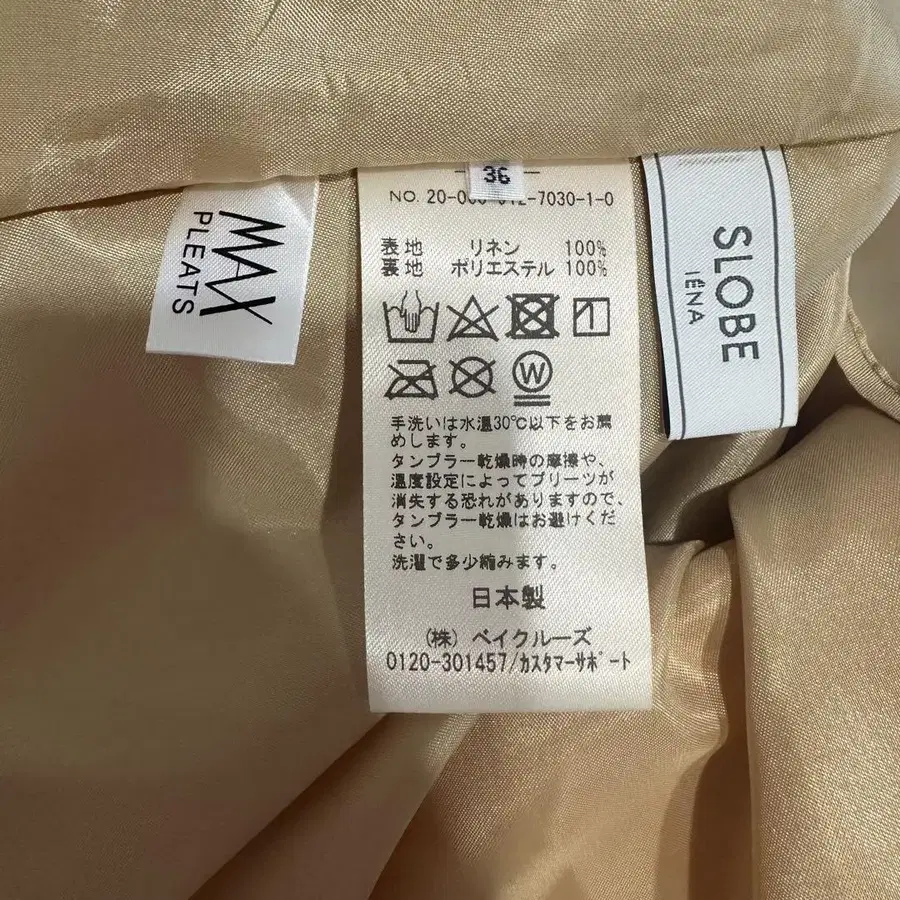 MAX
PLEATS
36
NO. 20-0 -7030-1-0
表地 リネン 100%
裏地 ポリエステル 100%
W
手洗いは水温30℃以下をお薦
めします。
タンブラー乾燥時の摩擦や、
温度設定によってプリーツが
消失する恐れがありますので、
タンブラー乾燥はお避けくだ
さい。
洗濯で多少縮みます。
日本製
(株) ベイクルーズ
0120-301457/カスタマーサポート
SLOBE
IÉNA